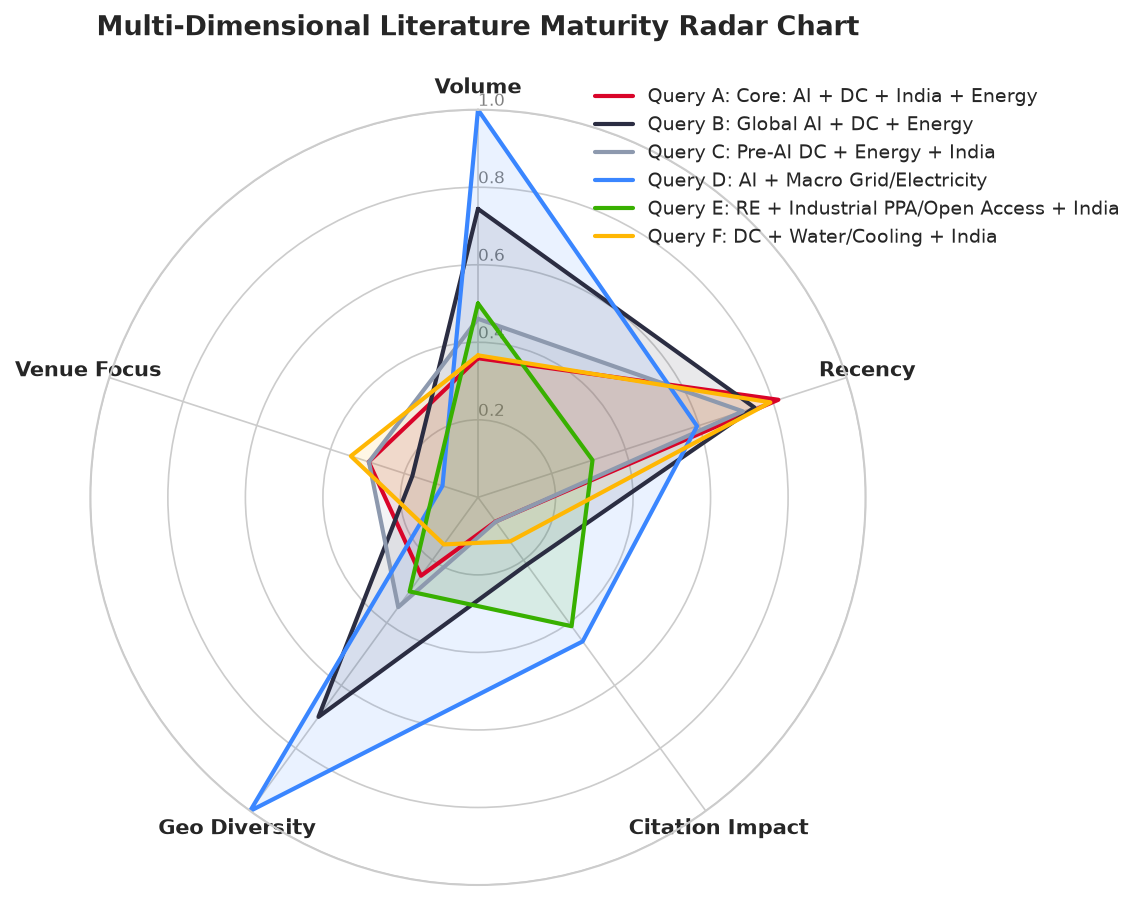 Multi-Dimensional Literature Maturity Radar Chart
Volume
1.0
Query A: Core: AI + DC + India + Energy
Query B: Global AI + DC + Energy
Query C: Pre-AI DC + Energy + India
0.8
Query D: AI + Macro Grid/Electricity
Query E: RE + Industrial PPA/Open Access + India
Query F: DC + Water/Cooling + India
0.6
0.4
Venue Focus
Recency
0.2
Geo Diversity
Citation Impact